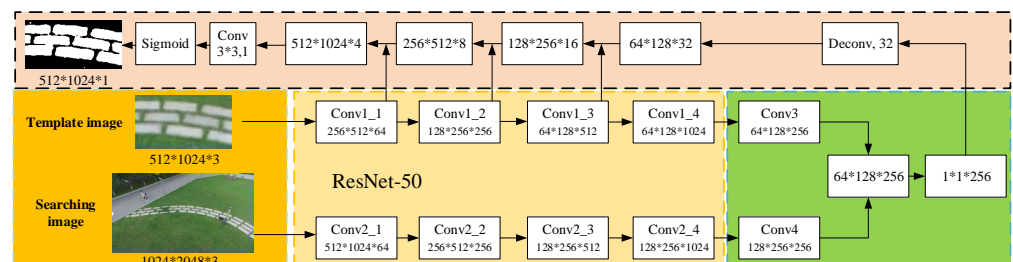 Sigmoid
Conv
3*3,1
512*1024*4
256*512*8
128*256*16
64*128*32
Deconv, 32
512*1024*1
Template image
512*1024*3
Conv1_1
256*512*64
Conv1_2
128*256*256
Conv1_3
64*128*512
Conv1_4
64*128*1024
Conv3
64*128*256
64*128*256
1*1*256
ResNet-50
Searching
image
1024*2048*3
Conv2_1
512*1024*64
Conv2_2
256*512*256
Conv2_3
128*256*512
Conv2_4
128*256*1024
Conv4
128*256*256